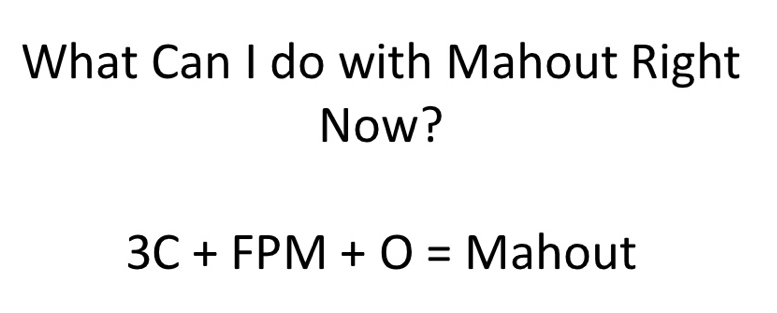 What Can I do with Mahout Right
Now?
3C + FPM + O = Mahout